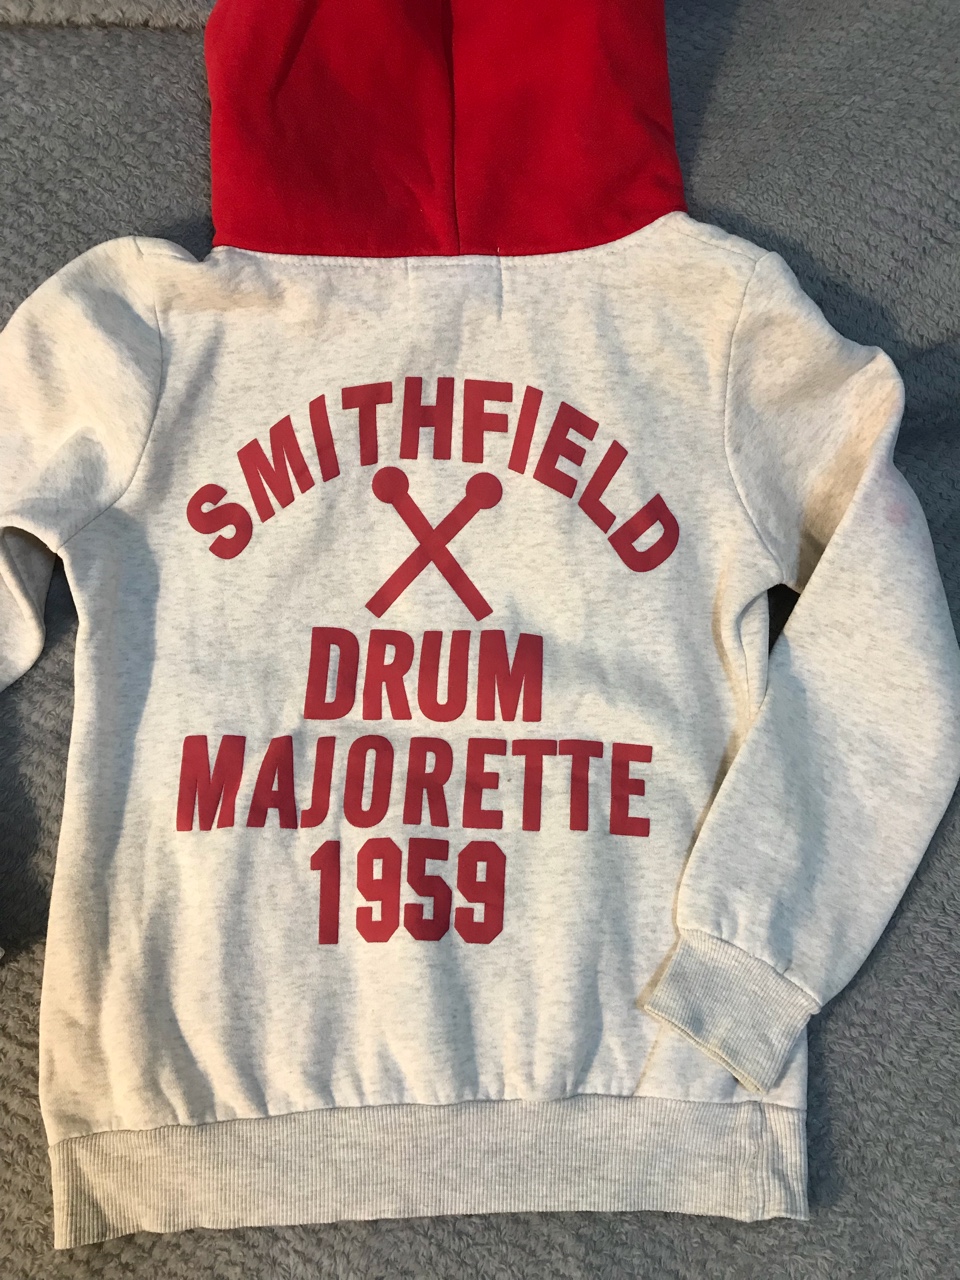 SMITHFIELD
DRUM
MAJORETTE
1959